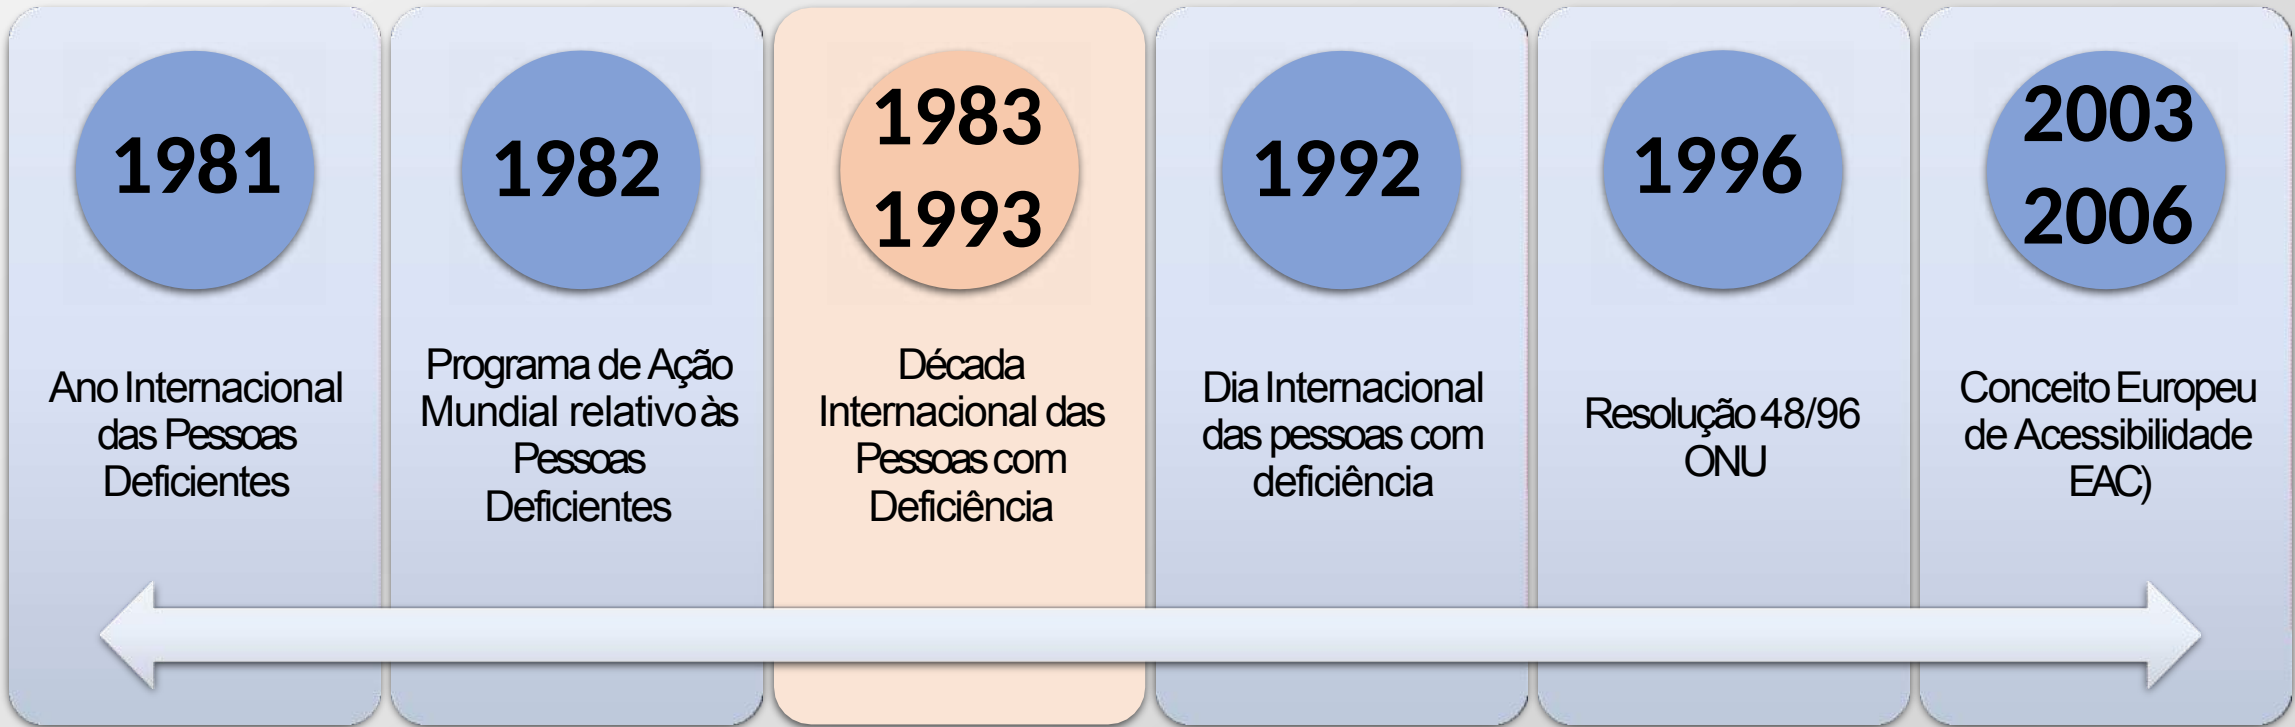 1981
Ano Internacional
das Pessoas
Deficientes
1982
Programa de Ação
Mundial relativo às
Pessoas
Deficientes
1983
1993
Década
Internacional das
Pessoas com
Deficiência
1992
Dia Internacional
das pessoas com
deficiência
1996
Resolução 48/96
ONU
2003
2006
Conceito Europeu
de Acessibilidade
EAC)